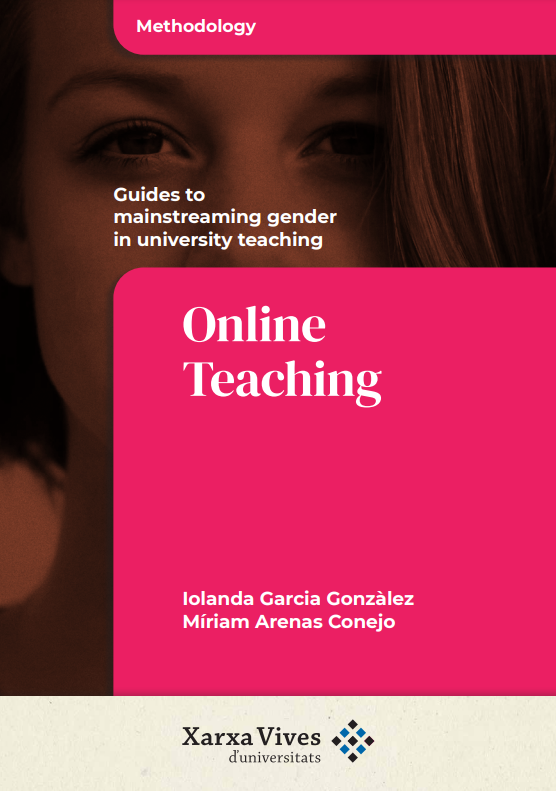 Methodology
Guides to
mainstreaming gender
in university teaching
Online
Teaching
Iolanda Garcia Gonzàlez
Míriam Arenas Conejo
Xarxa Vives
d'universitats